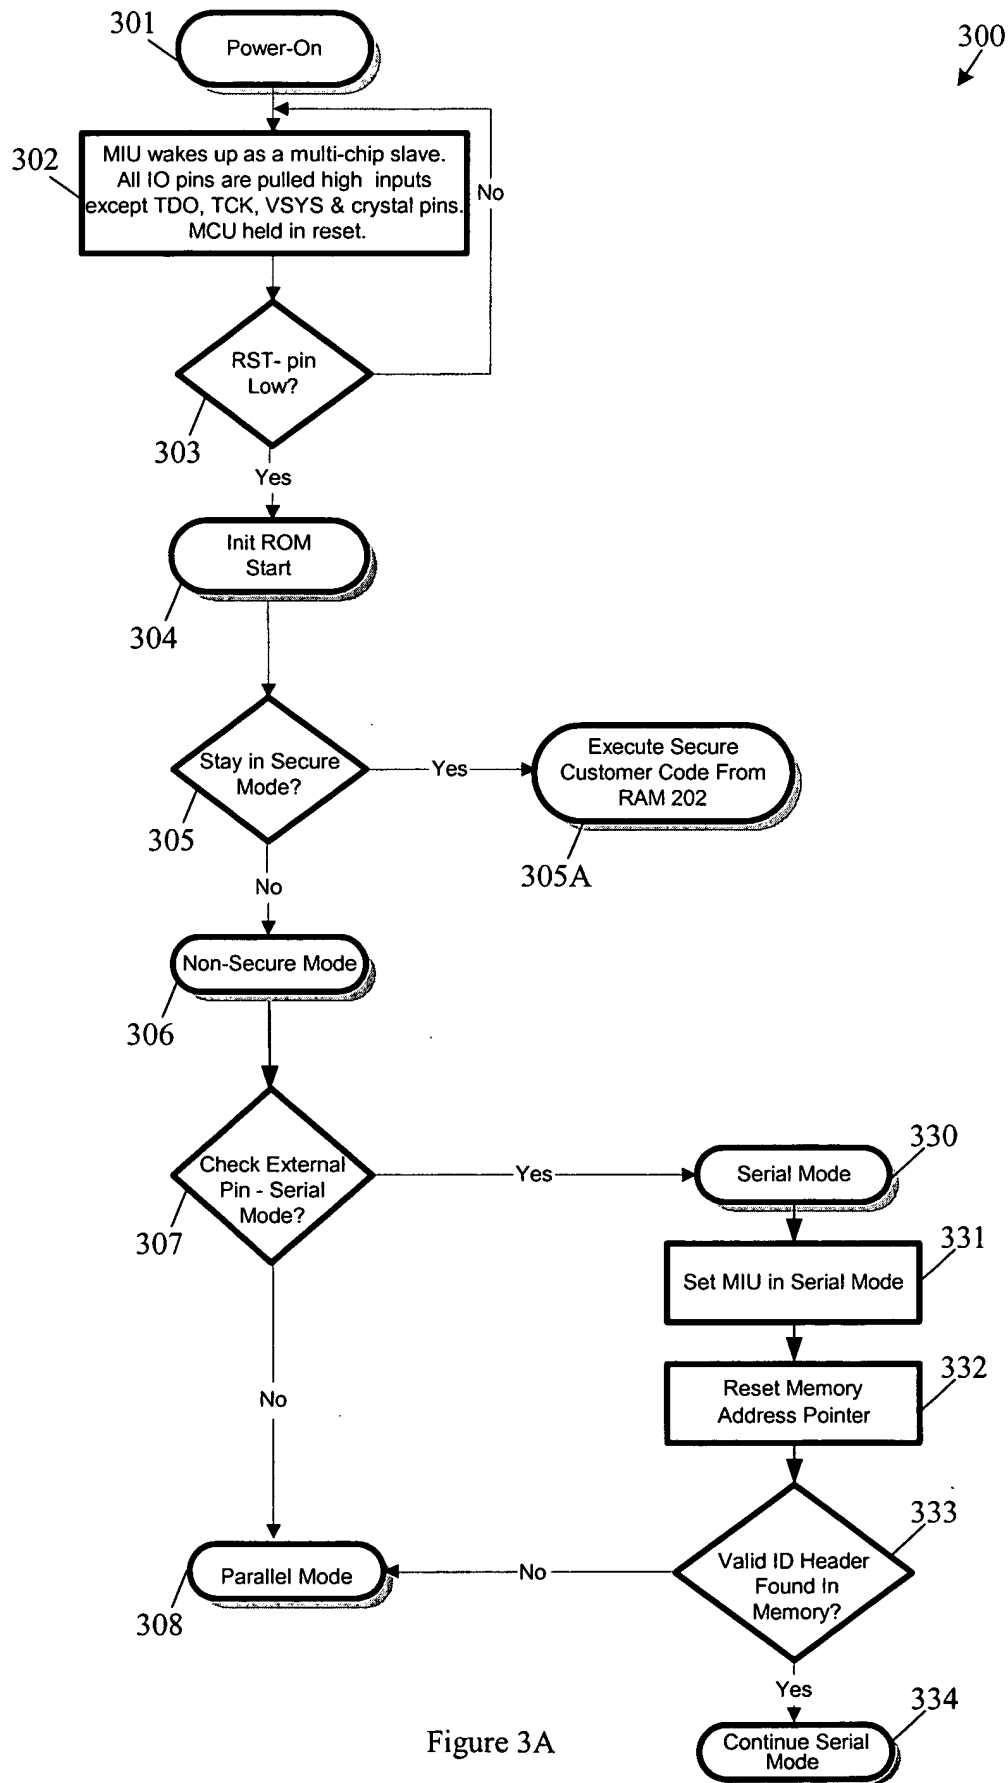 301
Power-On
300
302
MIU wakes up as a multi-chip slave.
All IO pins are pulled high inputs
except TDO, TCK, VSYS & crystal pins.
MCU held in reset.
No
RST- pin
Low?
303
Yes
Init ROM
Start
304
Stay in Secure
Mode?
305
Yes
Execute Secure
Customer Code From
RAM 202
305A
No
Non-Secure Mode
306
Check External
Pin - Serial
Mode?
307
Yes
Serial Mode
330
Set MIU in Serial Mode
331
Reset Memory
Address Pointer
332
No
Valid ID Header
Found In
Memory?
333
No
Parallel Mode
308
Yes
Continue Serial
Mode
334
Figure 3A